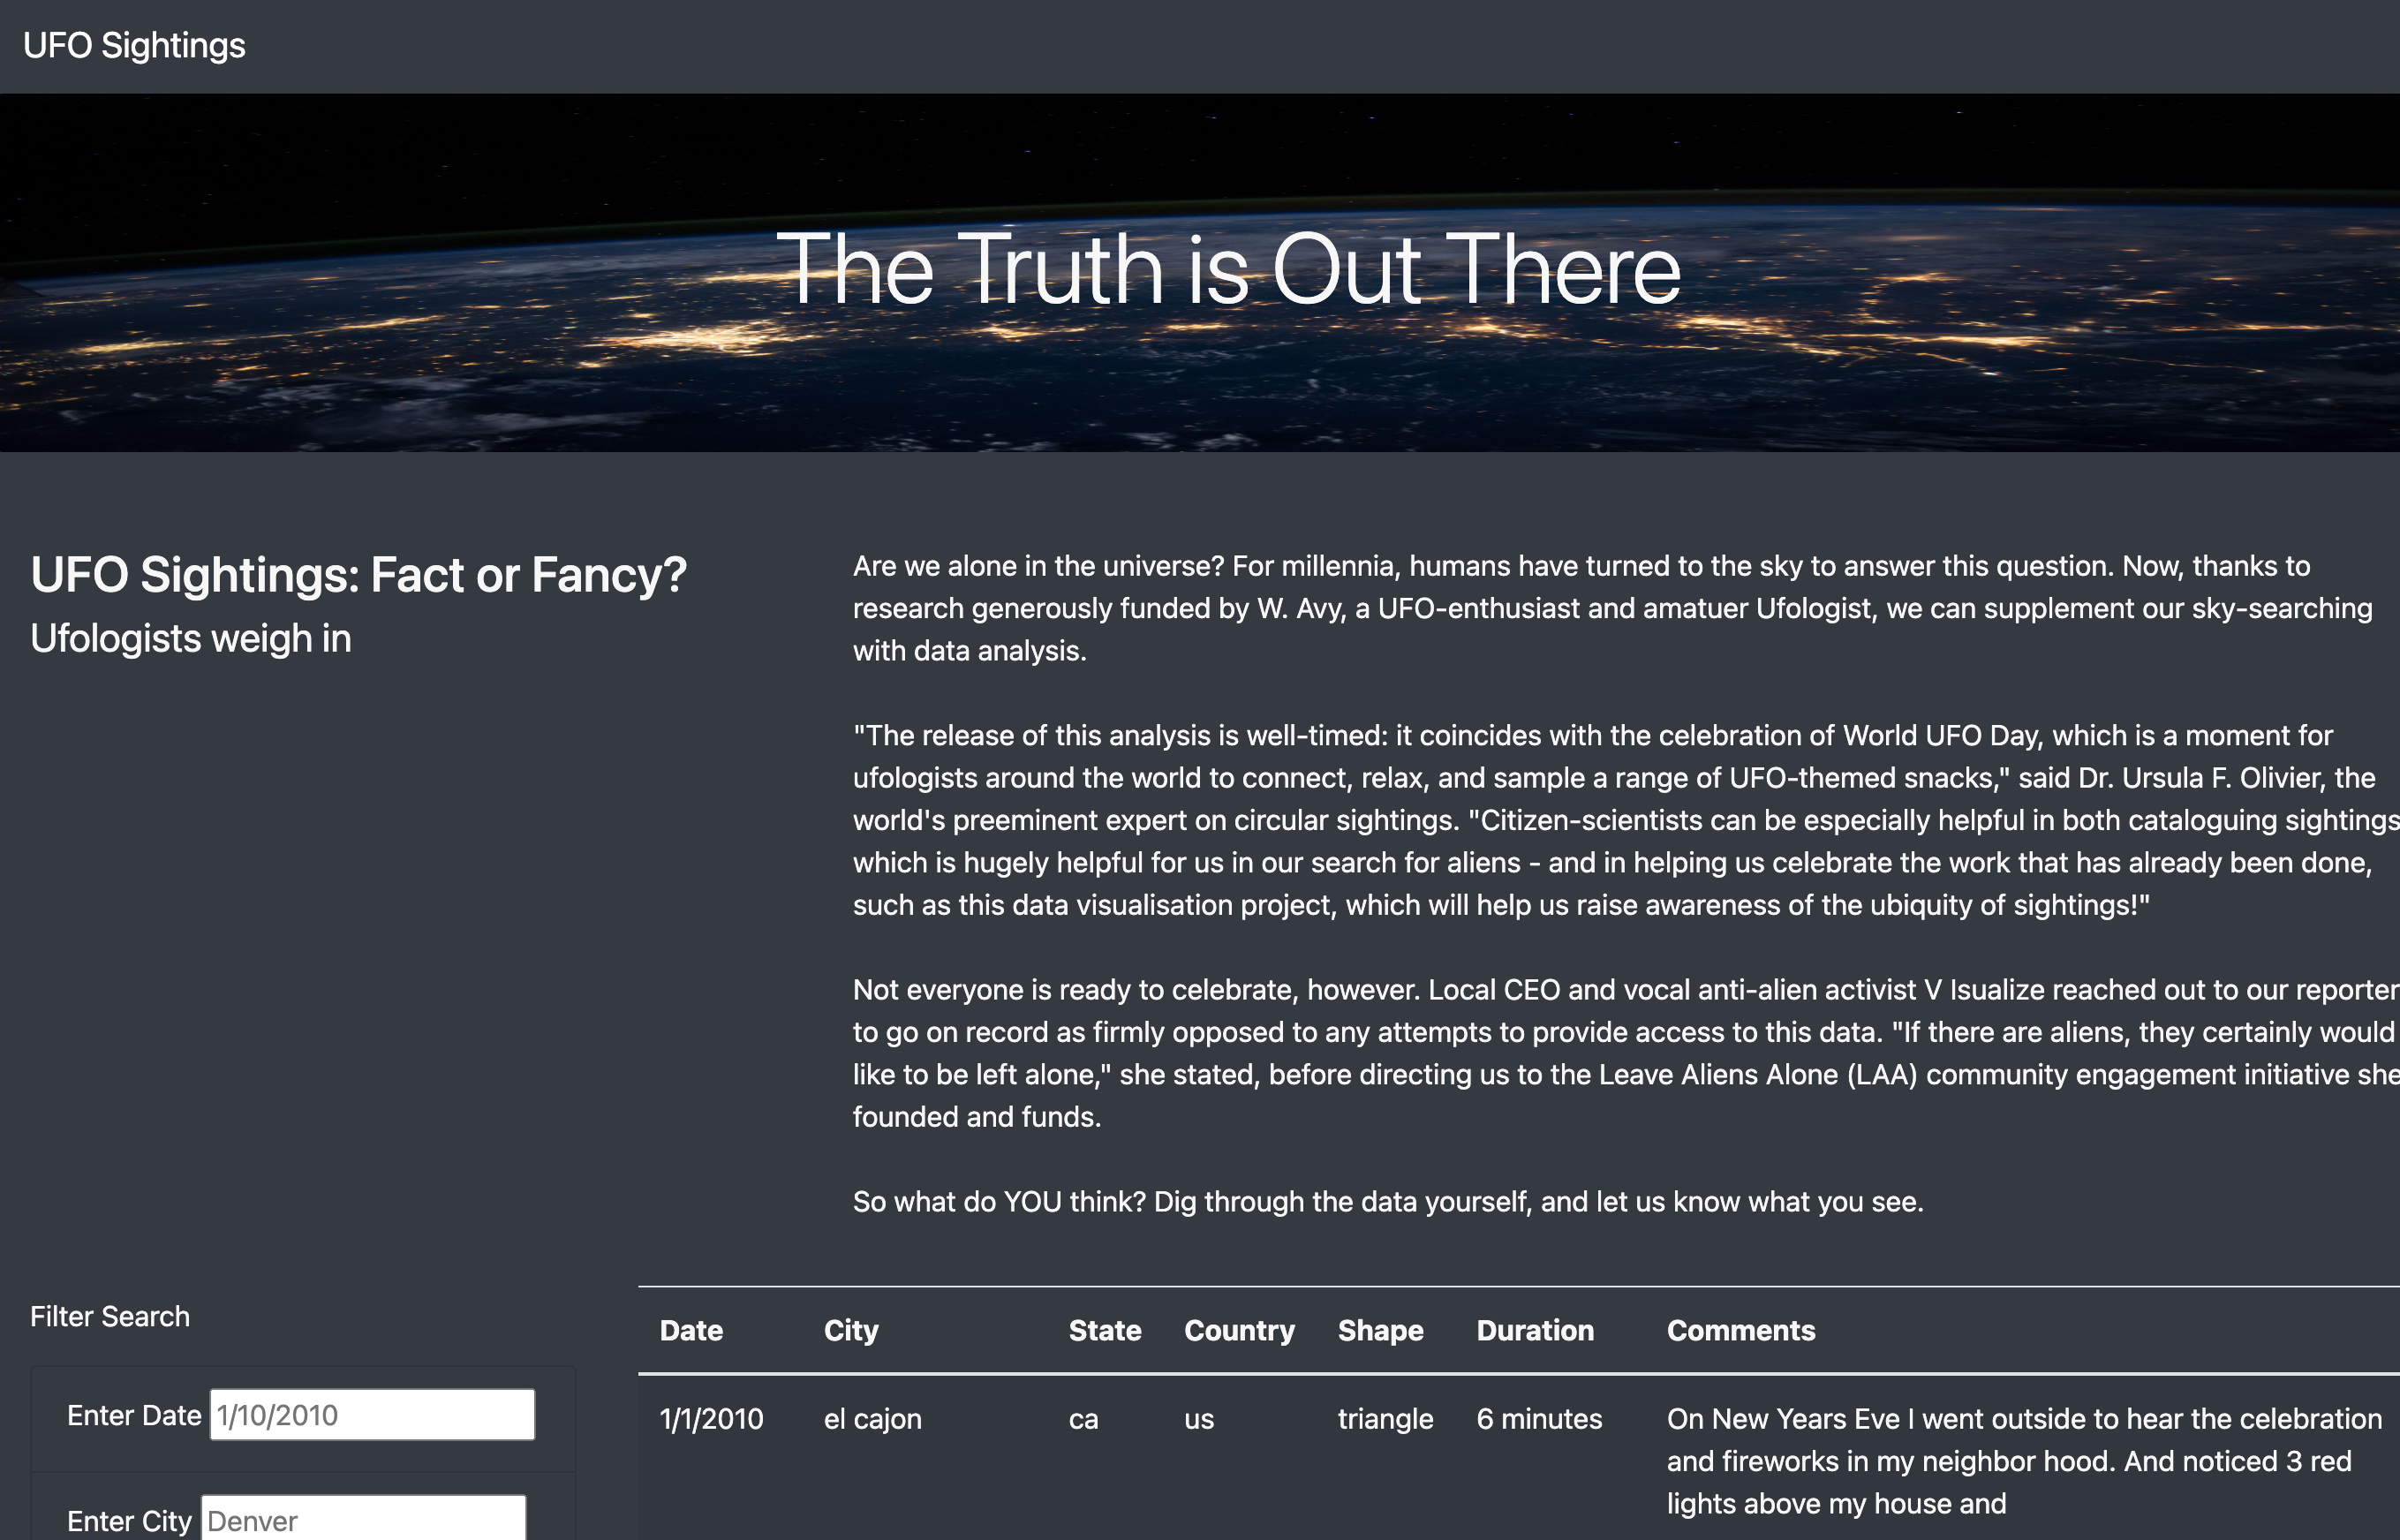 UFO Sightings
The Truth is Out There
UFO Sightings: Fact or Fancy?
Ufologists weigh in
Are we alone in the universe? For millennia, humans have turned to the sky to answer this question. Now, thanks to
research generously funded by W. Avy, a UFO-enthusiast and amatuer Ufologist, we can supplement our sky-searching
with data analysis.
"The release of this analysis is well-timed: it coincides with the celebration of World UFO Day, which is a moment for
ufologists around the world to connect, relax, and sample a range of UFO-themed snacks," said Dr. Ursula F. Olivier, the
world's preeminent expert on circular sightings. "Citizen-scientists can be especially helpful in both cataloguing sightings
which is hugely helpful for us in our search for aliens - and in helping us celebrate the work that has already been done,
such as this data visualisation project, which will help us raise awareness of the ubiquity of sightings!"
Not everyone is ready to celebrate, however. Local CEO and vocal anti-alien activist V Isualize reached out to our reporter
to go on record as firmly opposed to any attempts to provide access to this data. "If there are aliens, they certainly would
like to be left alone," she stated, before directing us to the Leave Aliens Alone (LAA) community engagement initiative she
founded and funds.
So what do YOU think? Dig through the data yourself, and let us know what you see.
Filter Search
Enter Date 1/10/2010
Enter City Denver
Date City State Country Shape Duration Comments
1/1/2010 el cajon ca us triangle 6 minutes On New Years Eve I went outside to hear the celebration
and fireworks in my neighbor hood. And noticed 3 red
lights above my house and